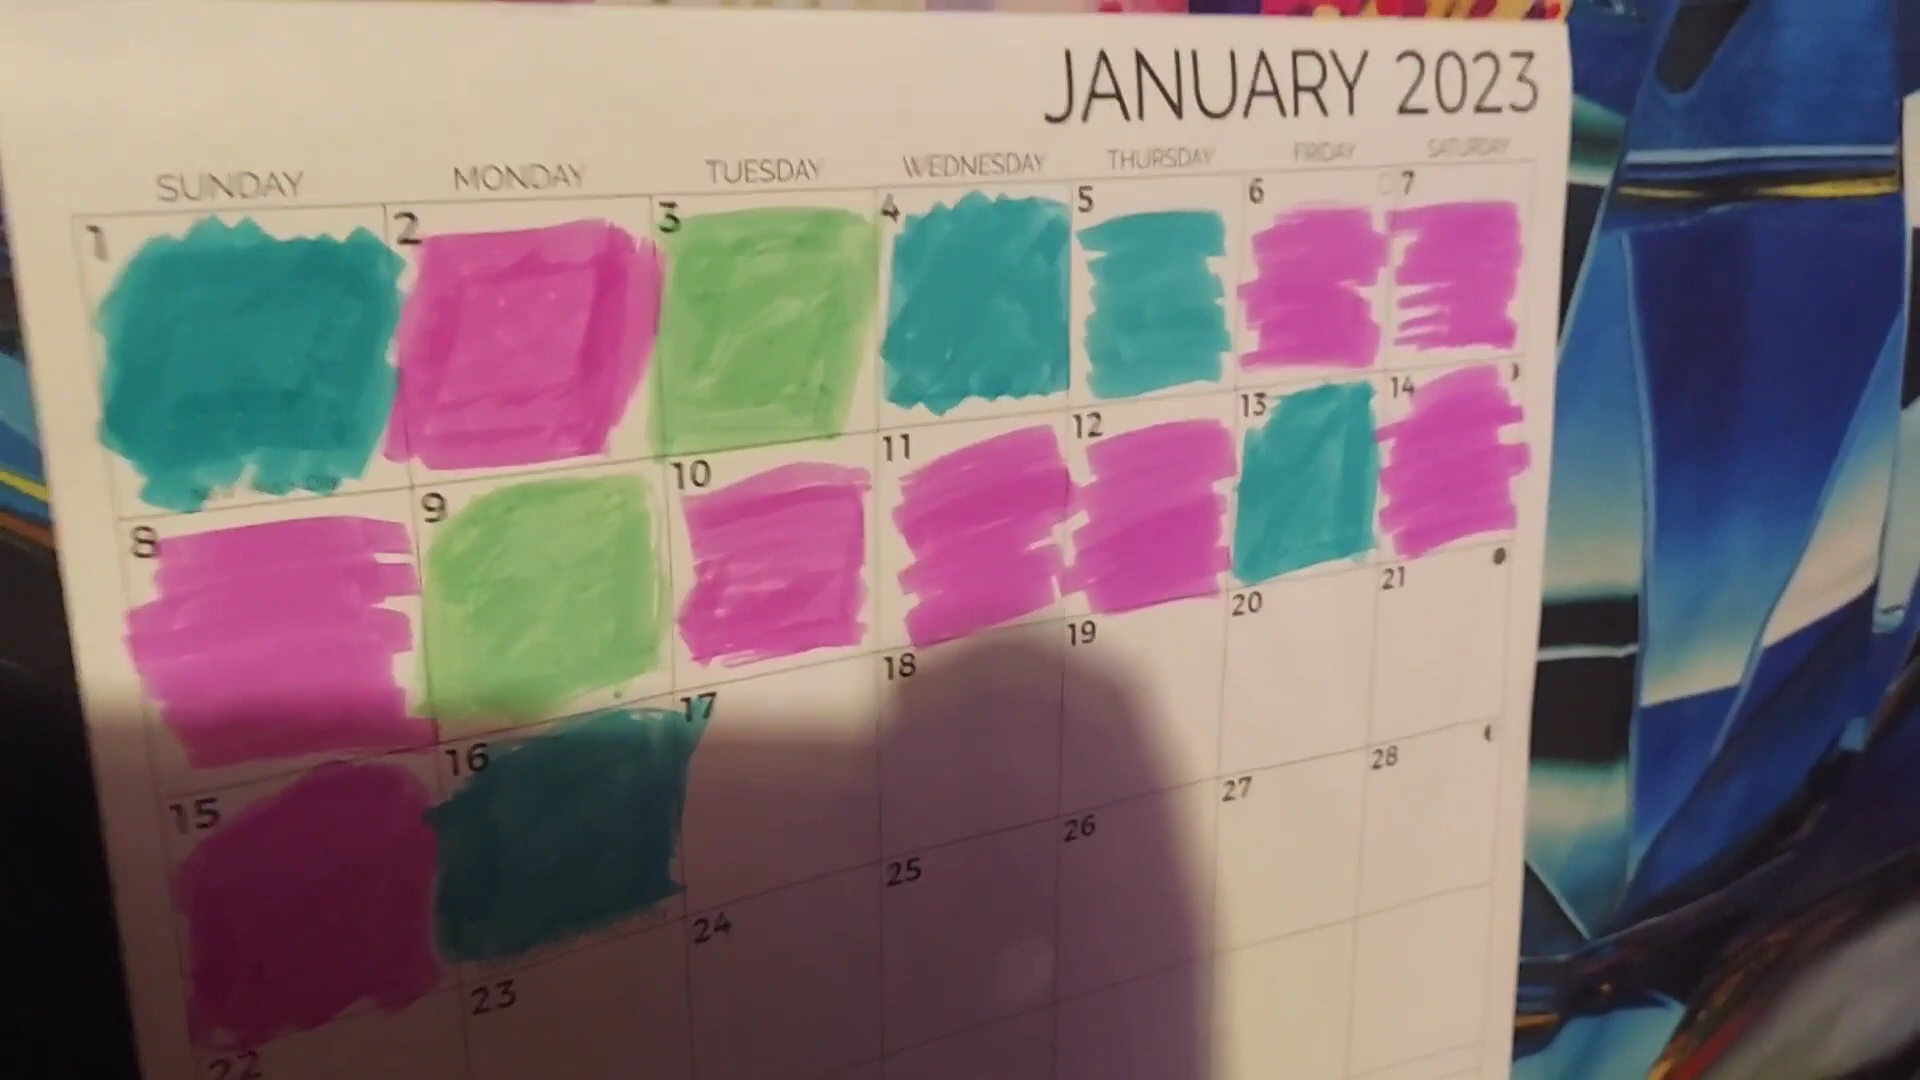 JANUARY 2023
SUNDAY MONDAY TUESDAY WEDNESDAY THURSDAY FRIDAY SATURDAY
1 2 3 4 5 6 7
8 9 10 11 12 13 14
15 16 17 18 19 20 21
22 23 24 25 26 27 28